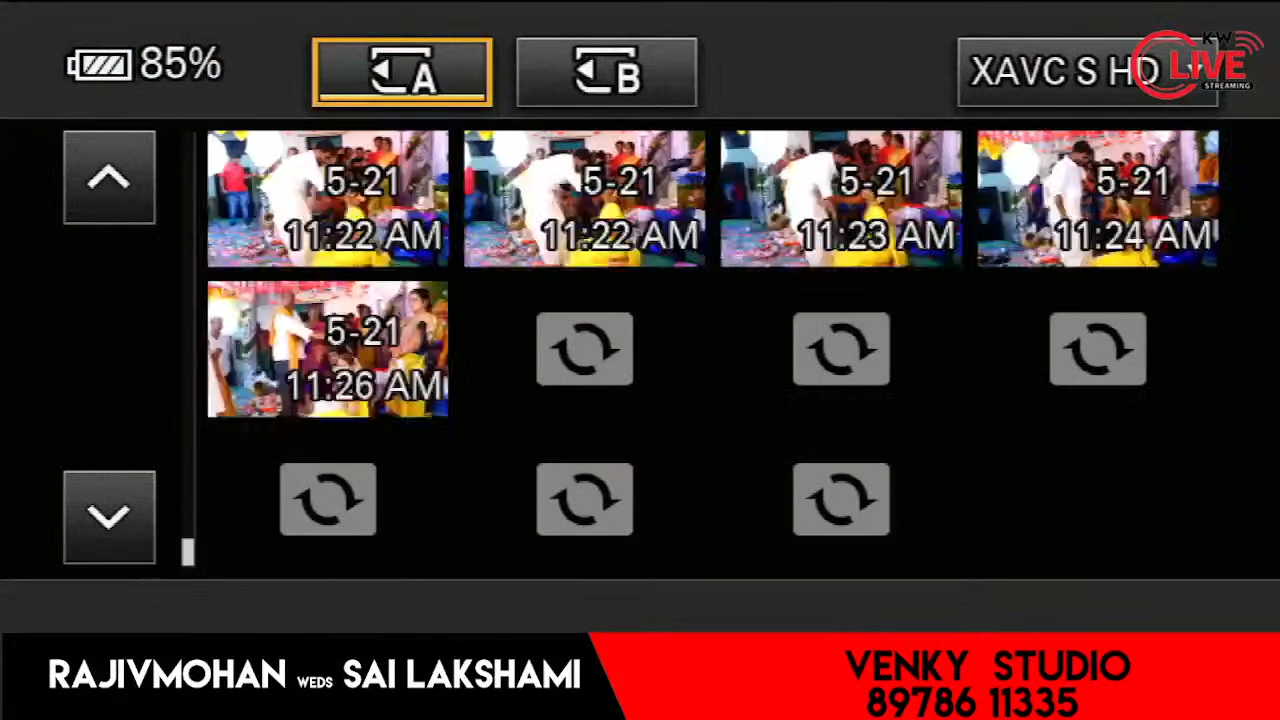 85%
A
B
XAVC S HD
KW
LIVE
STREAMING
5-21
11:22 AM
5-21
11:22 AM
5-21
11:23 AM
5-21
11:24 AM
5-21
11:26 AM
RAJIVMOHAN WEDS SAI LAKSHAMI
VENKY STUDIO
89786 11335